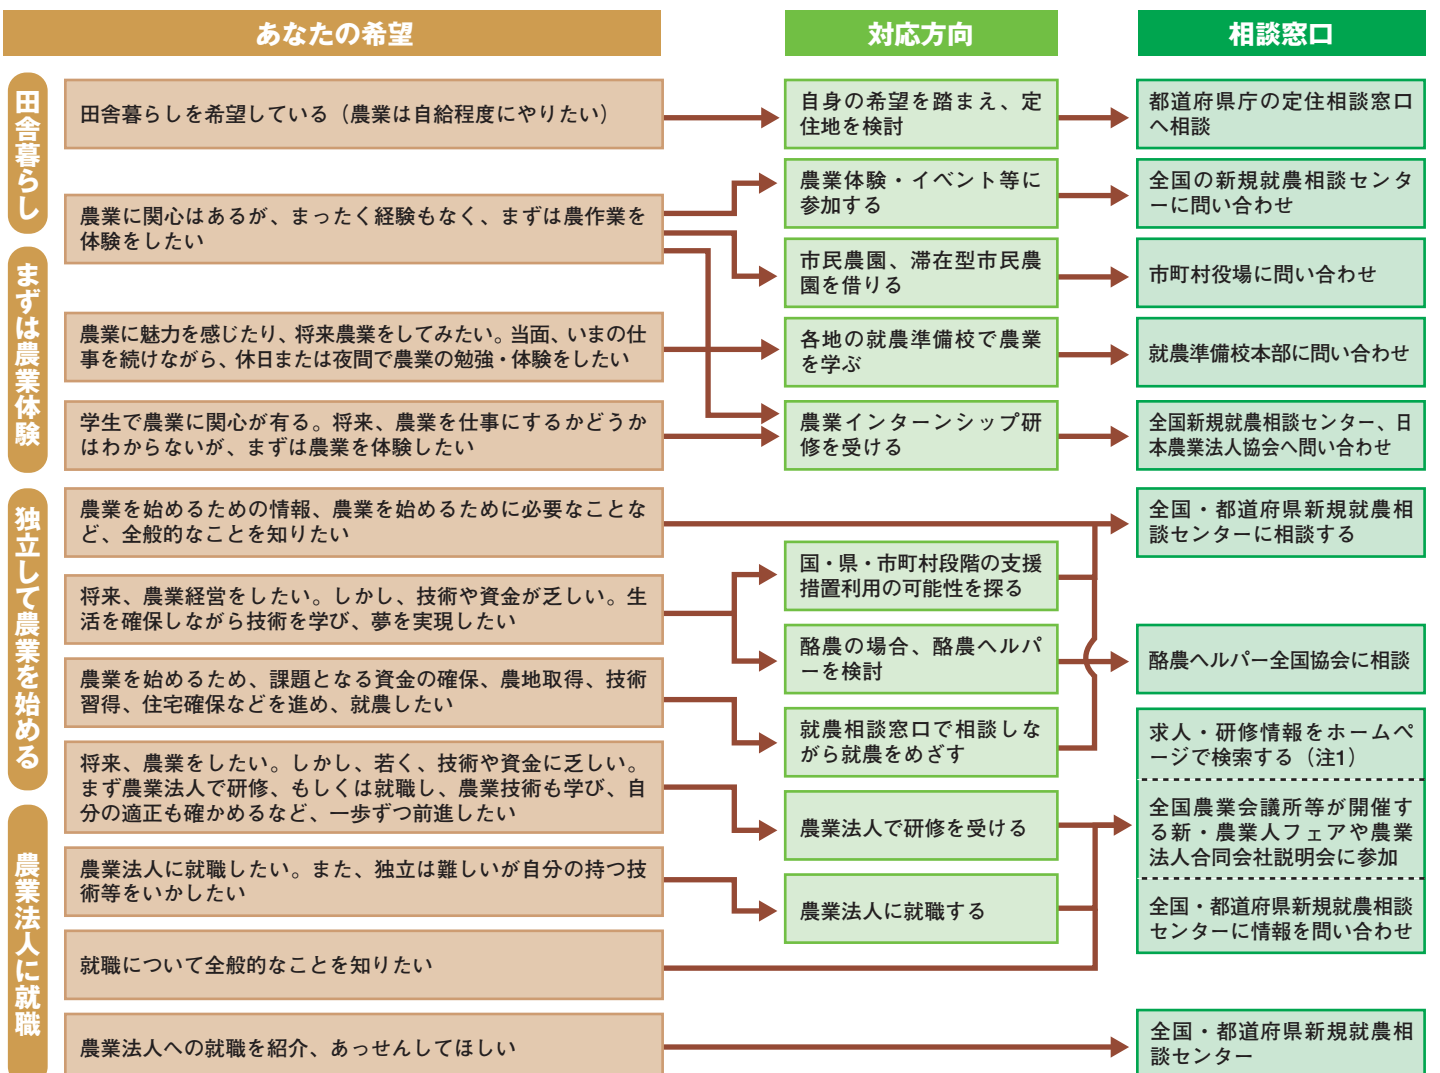 あなたの希望
対応方向
相談窓口
田舎暮らし
田舎暮らしを希望している（農業は自給程度にやりたい）
自身の希望を踏まえ、定
住地を検討
都道府県庁の定住相談窓口
へ相談
農業に関心はあるが、まったく経験もなく、まずは農作業を
体験をしたい
農業体験・イベント等に
参加する
全国の新規就農相談センタ
ーに問い合わせ
市民農園、滞在型市民農
園を借りる
市町村役場に問い合わせ
まずは農業体験
農業に魅力を感じたり、将来農業をしてみたい。当面、いまの仕
事を続けながら、休日または夜間で農業の勉強・体験をしたい
各地の就農準備校で農業
を学ぶ
就農準備校本部に問い合わせ
学生で農業に関心が有る。将来、農業を仕事にするかどうか
はわからないが、まずは農業を体験したい
農業インターンシップ研
修を受ける
全国新規就農相談センター、日
本農業法人協会へ問い合わせ
独立して農業を始める
農業を始めるための情報、農業を始めるために必要なことな
ど、全般的なことを知りたい
全国・都道府県新規就農相
談センターに相談する
将来、農業経営をしたい。しかし、技術や資金が乏しい。生
活を確保しながら技術を学び、夢を実現したい
国・県・市町村段階の支援
措置利用の可能性を探る
酪農の場合、酪農ヘルパ
ーを検討
酪農ヘルパー全国協会に相談
農業を始めるため、課題となる資金の確保、農地取得、技術
習得、住宅確保などを進め、就農したい
就農相談窓口で相談しな
がら就農をめざす
将来、農業をしたい。しかし、若く、技術や資金に乏しい。
まず農業法人で研修、もしくは就職し、農業技術も学び、自
分の適正も確かめるなど、一歩ずつ前進したい
農業法人で研修を受ける
求人・研修情報をホームペ
ージで検索する（注1）
全国農業会議所等が開催す
る新・農業人フェアや農業
法人合同会社説明会に参加
全国・都道府県新規就農相談
センターに情報を問い合わせ
農業法人に就職
農業法人に就職したい。また、独立は難しいが自分の持つ技
術等をいかしたい
農業法人に就職する
就職について全般的なことを知りたい
農業法人への就職を紹介、あっせんしてほしい
全国・都道府県新規就農相
談センター